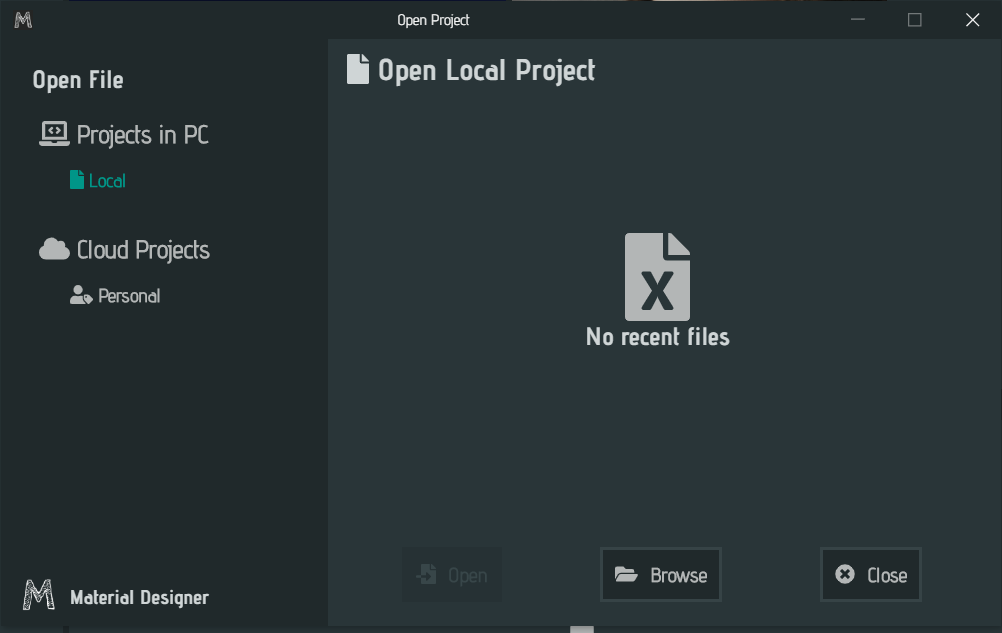 Open Project
Open File
Projects in PC
Local
Cloud Projects
Personal
Material Designer
Open Local Project
No recent files
Open
Browse
Close